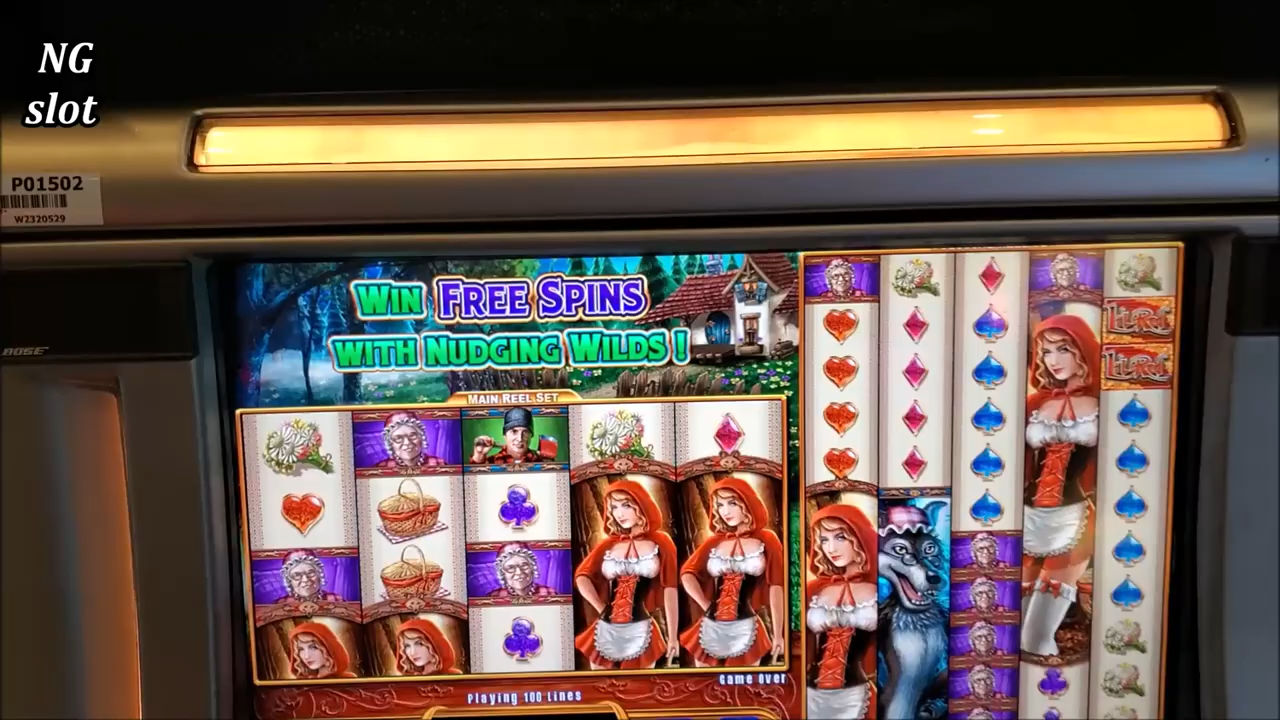 NG
slot
P01502
W2320529
BOSE
WIN FREE SPINS
WITH NUDGING WILDS !
MAIN REEL SET
Game Over
Playing 100 Lines